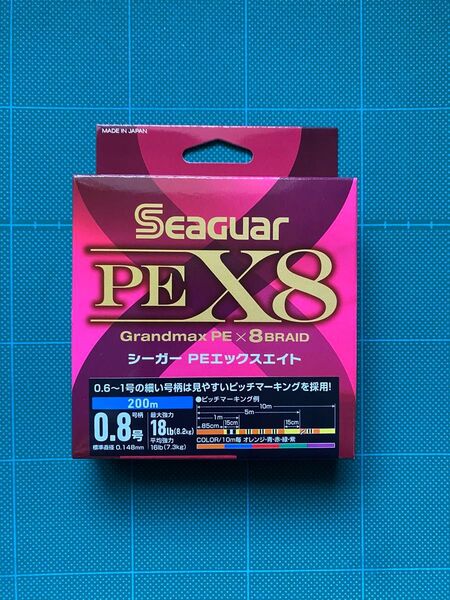 MADE IN JAPAN
Seaguar
PE X8
Grandmax PE×8BRAID
シーガー PEエックスエイト
0.6〜1号の細い号柄は見やすいピッチマーキングを採用!
200m
号柄
0.8号
標準直径 0.148mm
最大強力
18lb(8.2kg)
平均強力
16lb(7.3kg)
●ピッチマーキング例
10m
5m
1m
15cm
15cm
85cm
COLOR/10m毎 オレンジ・青・赤・緑・紫